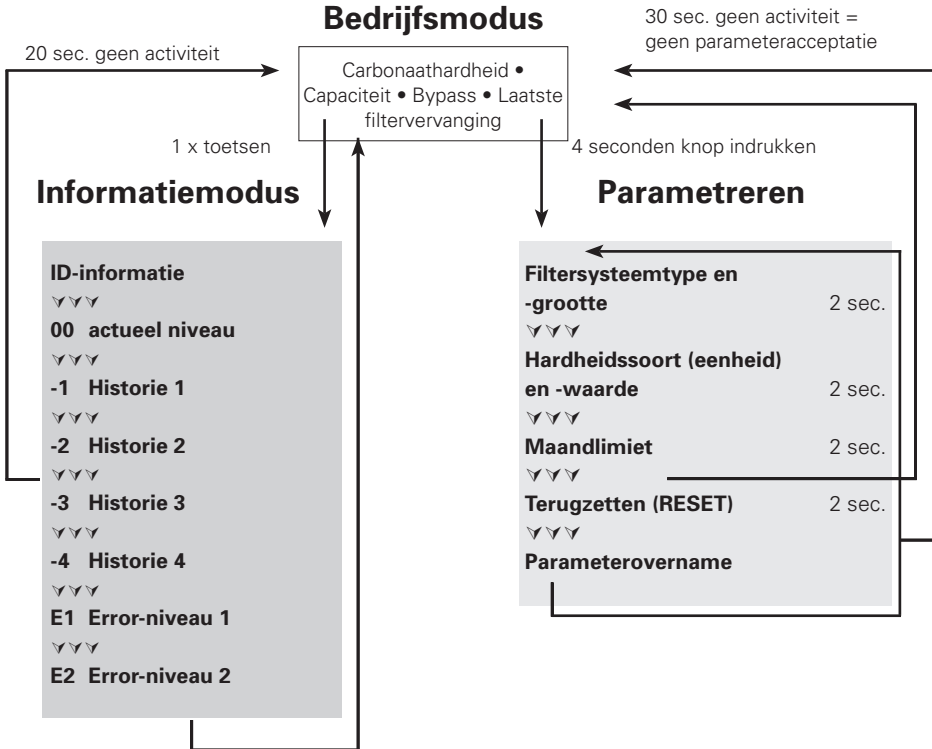 Bedrijfsmodus
20 sec. geen activiteit
30 sec. geen activiteit =
geen parameteracceptatie
Carbonaathardheid •
Capaciteit • Bypass • Laatste
filtervervanging
1 x toetsen
4 seconden knop indrukken
Informatiemodus
ID-informatie
00 actueel niveau
-1 Historie 1
-2 Historie 2
-3 Historie 3
-4 Historie 4
E1 Error-niveau 1
E2 Error-niveau 2
Parametreren
Filtersysteemtype en
-grootte 2 sec.
Hardheidssoort (eenheid)
en -waarde 2 sec.
Maandlimiet 2 sec.
Terugzetten (RESET) 2 sec.
Parameterovername